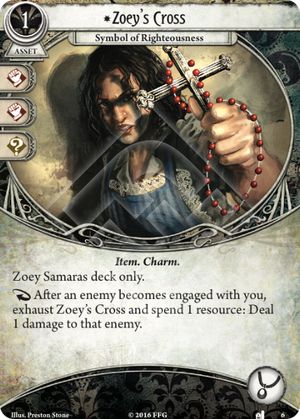 1
Zoey's Cross
ASSET
Symbol of Righteousness
?
Item. Charm.
Zoey Samaras deck only.
After an enemy becomes engaged with you,
exhaust Zoey's Cross and spend 1 resource: Deal
1 damage to that enemy.
Illus. Preston Stone
© 2016 FFG
6